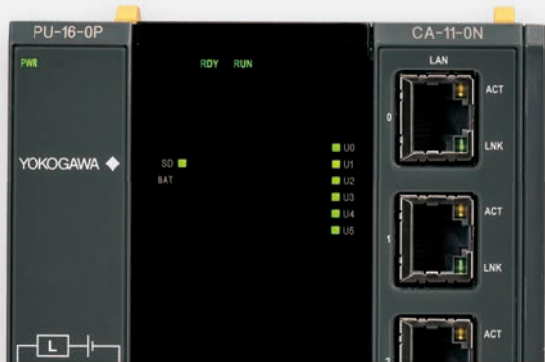 PU-16-0P
CA-11-0N
PWR
RDY RUN
LAN
ACT
0
LNK
YOKOGAWA
SD
BAT
U0
U1
U2
U3
U4
U5
ACT
1
LNK
ACT
2
L